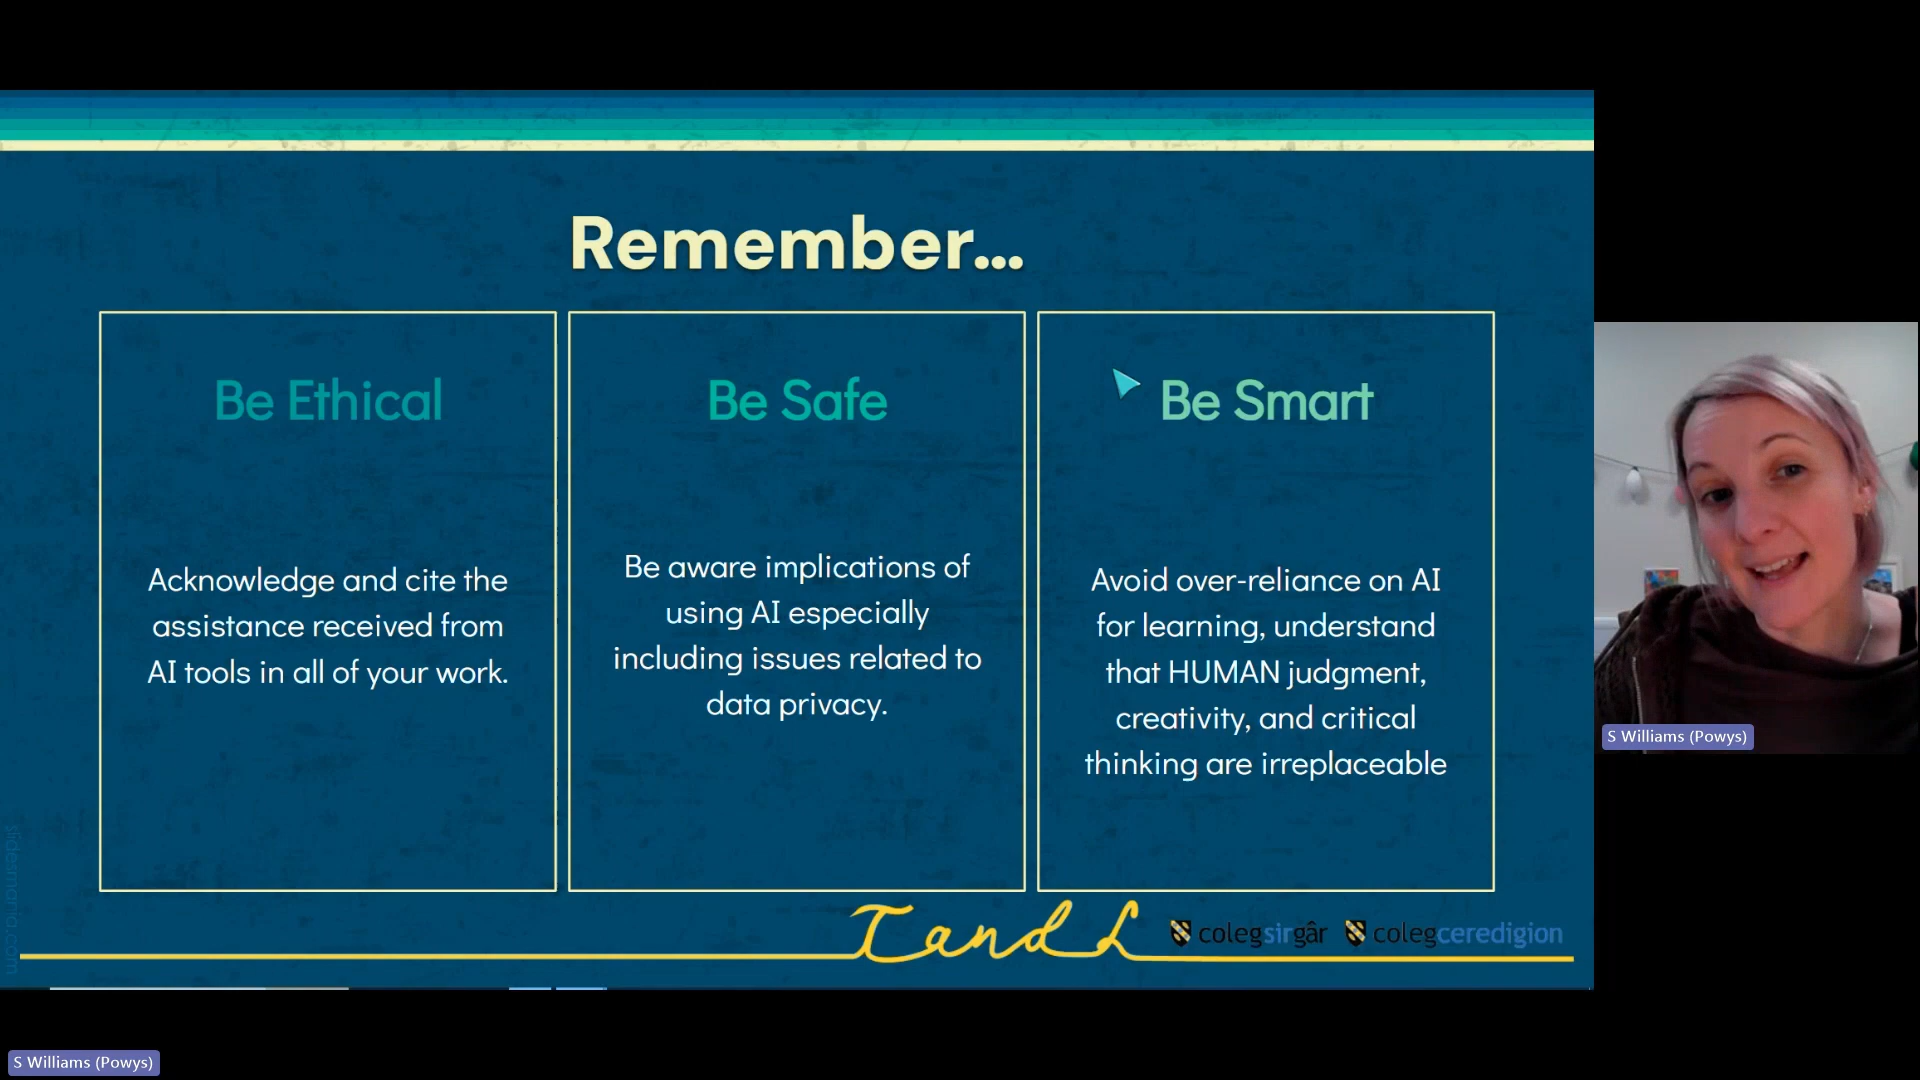 Remember...
Be Ethical
Acknowledge and cite the
assistance received from
AI tools in all of your work.
Be Safe
Be aware implications of
using AI especially
including issues related to
data privacy.
Be Smart
Avoid over-reliance on AI
for learning, understand
that HUMAN judgment,
creativity, and critical
thinking are irreplaceable
T and L
colegsirgâr
colegceredigion
slidesmania.com
S Williams (Powys)
S Williams (Powys)